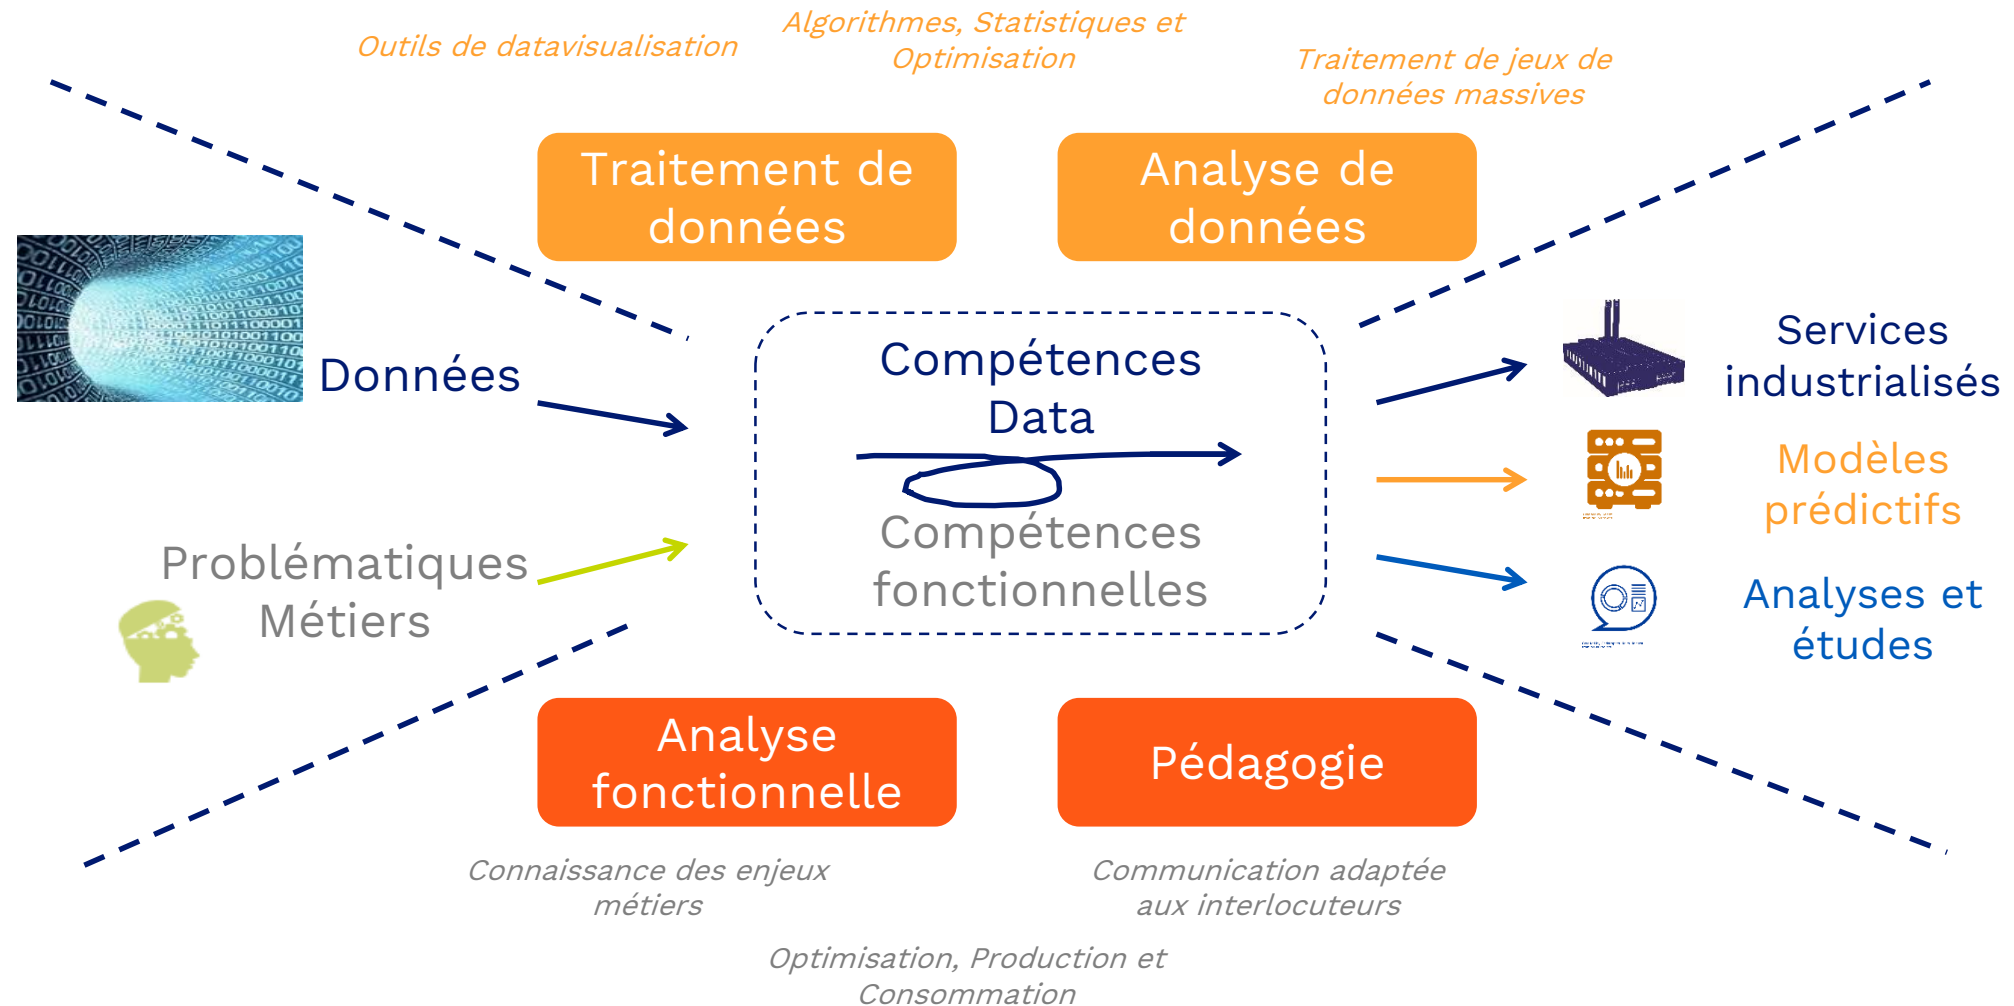 Outils de datavisualisation
Algorithmes, Statistiques et
Optimisation
Traitement de jeux de
données massives
Traitement de
données
Analyse de
données
Données
Problématiques
Métiers
Compétences
Data
Compétences
fonctionnelles
Services
industrialisés
Modèles
prédictifs
Analyses et
études
Analyse
fonctionnelle
Pédagogie
Connaissance des enjeux
métiers
Communication adaptée
aux interlocuteurs
Optimisation, Production et
Consommation